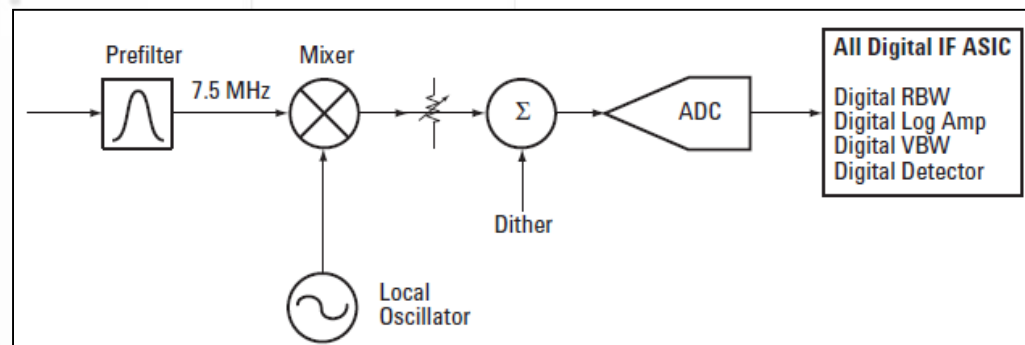 Prefilter
7.5 MHz
Mixer
Σ
Dither
Local
Oscillator
ADC
All Digital IF ASIC
Digital RBW
Digital Log Amp
Digital VBW
Digital Detector